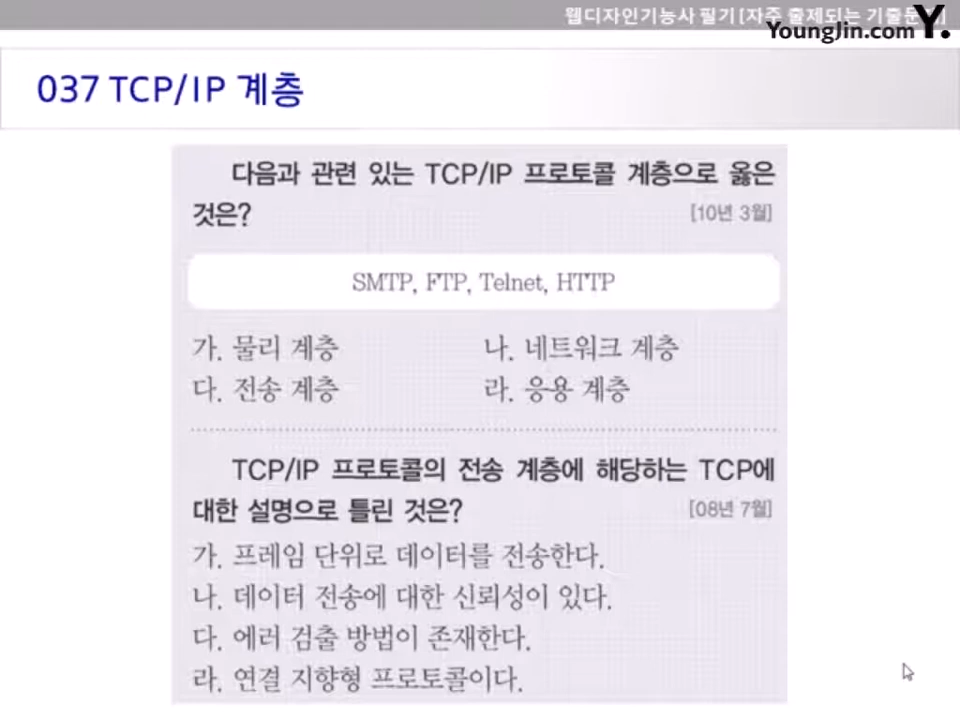 웹디자인기능사 필기 [자주 출제되는 기출문제]
YoungJin.com Y.
037 TCP/IP 계층
다음과 관련 있는 TCP/IP 프로토콜 계층으로 옳은
것은? [10년 3월]
SMTP, FTP, Telnet, HTTP
가. 물리 계층 나. 네트워크 계층
다. 전송 계층 라. 응용 계층
TCP/IP 프로토콜의 전송 계층에 해당하는 TCP에
대한 설명으로 틀린 것은? [08년 7월]
가. 프레임 단위로 데이터를 전송한다.
나. 데이터 전송에 대한 신뢰성이 있다.
다. 에러 검출 방법이 존재한다.
라. 연결 지향형 프로토콜이다.